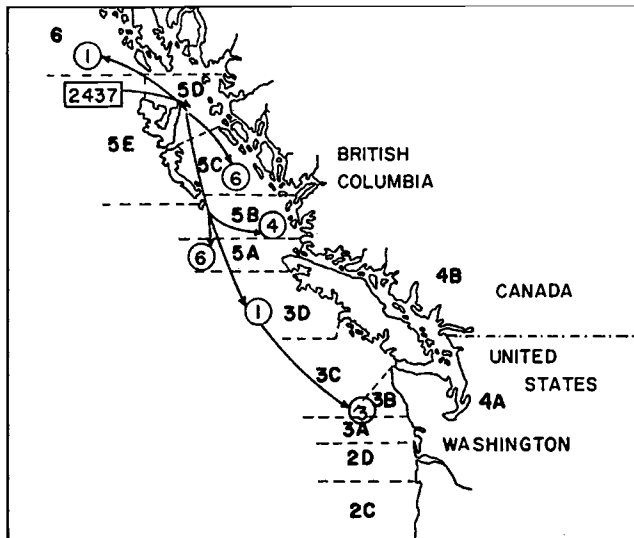 6
1
5D
2437
5E
5C
6
BRITISH
COLUMBIA
5B
4
5A
6
4B
CANADA
1
3D
UNITED
STATES
3C
3B
4A
3
3A
WASHINGTON
2D
2C